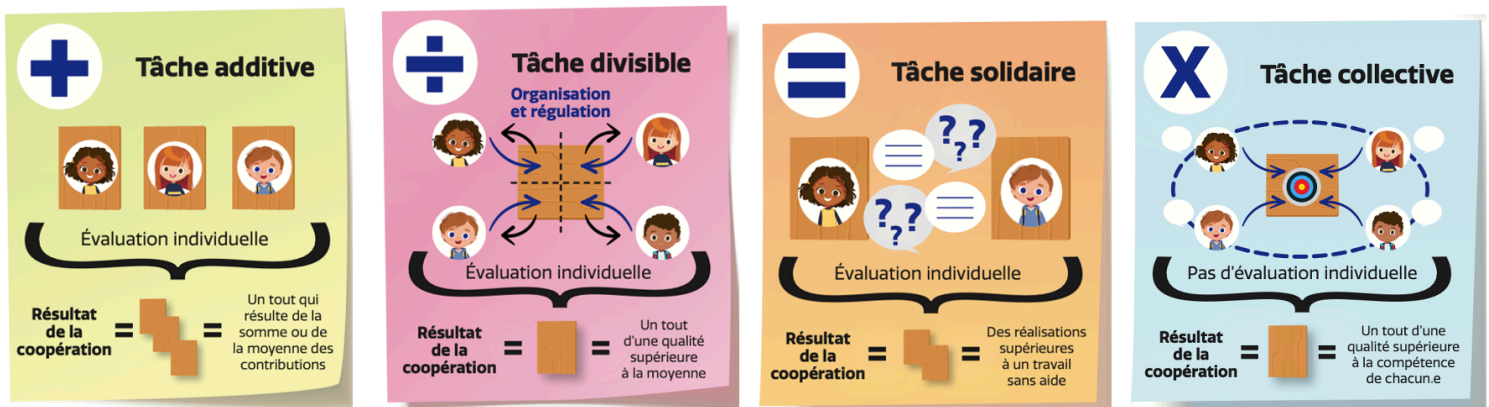 Tâche additive
Évaluation individuelle
Résultat
de la
coopération
=
=
Un tout qui
résulte de la
somme ou de
la moyenne des
contributions
÷
Tâche divisible
Organisation
et régulation
Évaluation individuelle
Résultat
de la
coopération
=
=
Un tout
d'une qualité
supérieure
à la moyenne
=
Tâche solidaire
???
???
Évaluation individuelle
Résultat
de la
coopération
=
=
Des réalisations
supérieures
à un travail
sans aide
X
Tâche collective
Pas d'évaluation individuelle
Résultat
de la
coopération
=
=
Un tout d'une
qualité supérieure
à la compétence
de chacun.e